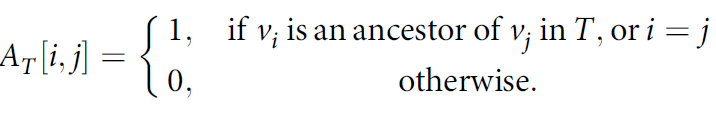 A_T[i,j] = { 1, if v_i is an ancestor of v_j in T, or i = j
0, otherwise.